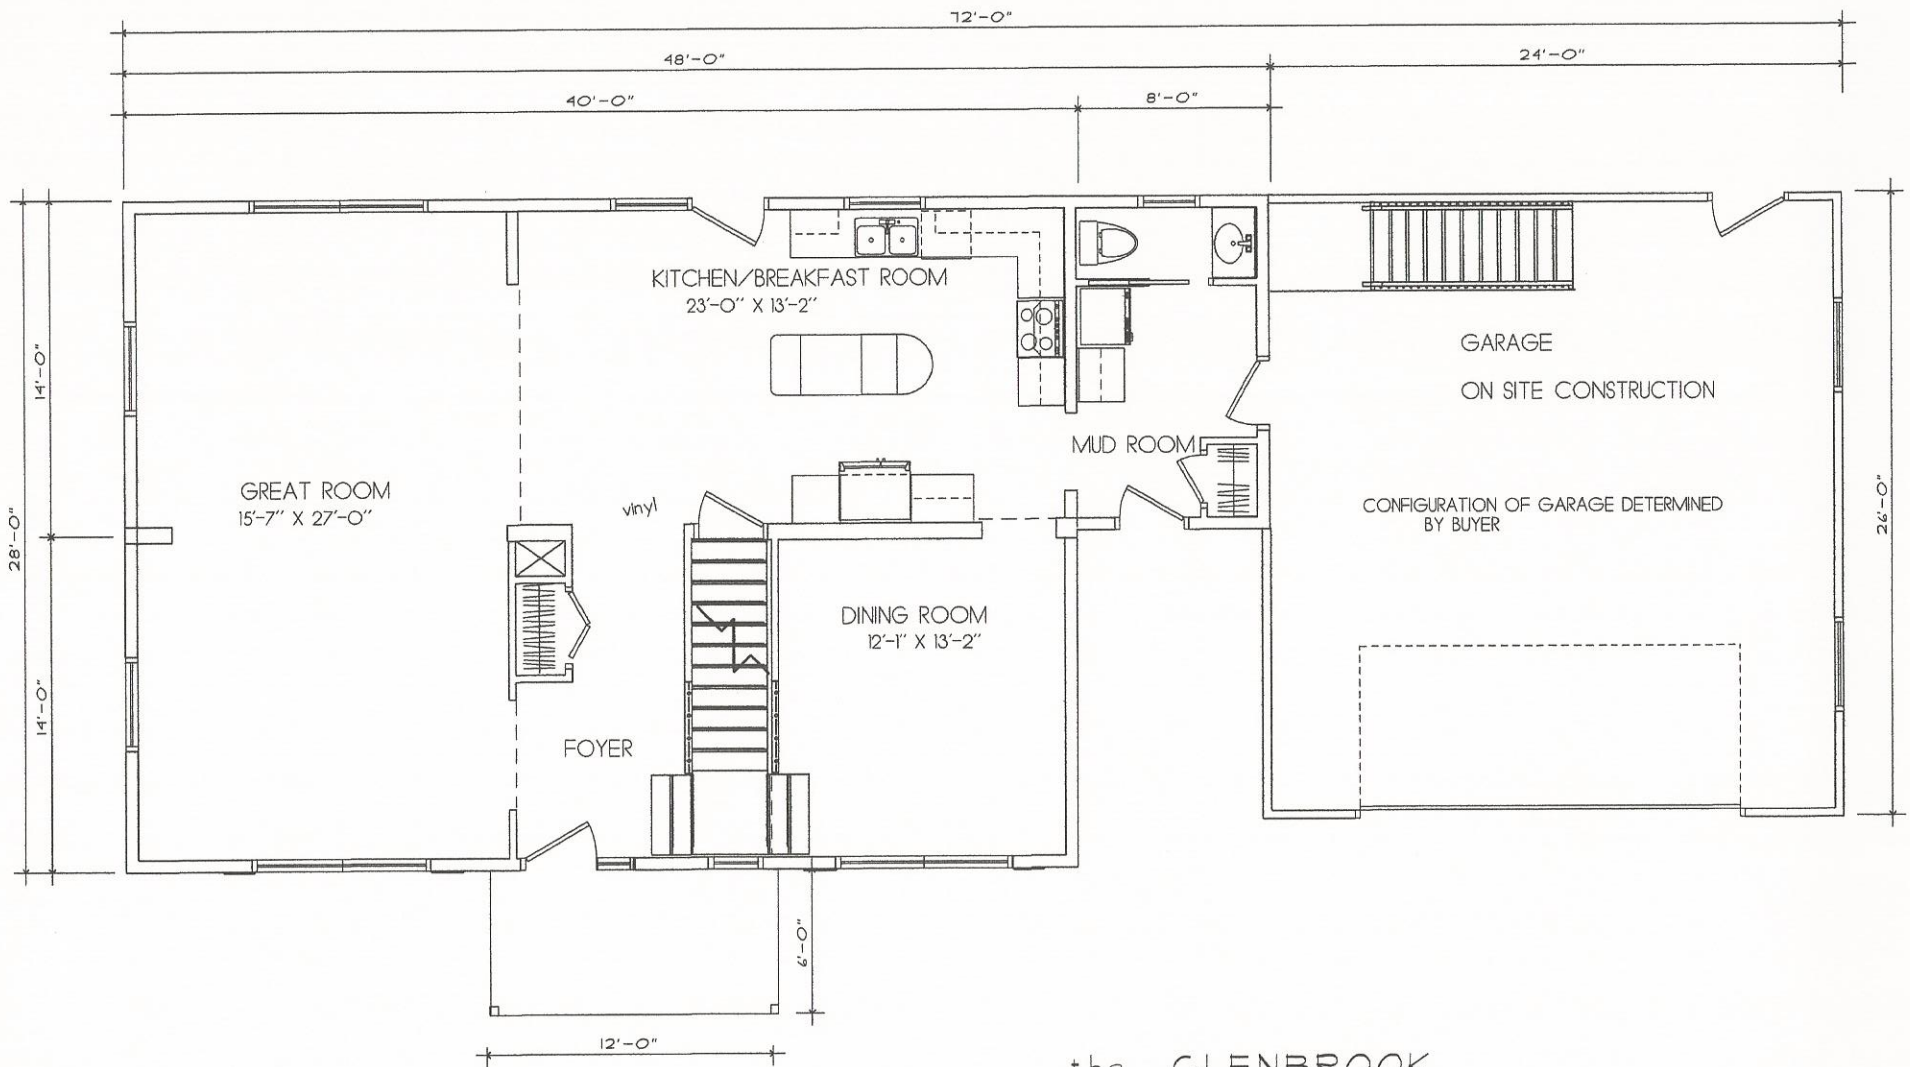 72'-0"
48'-0"
24'-0"
40'-0"
8'-0"
KITCHEN/BREAKFAST ROOM
23'-0" X 13'-2"
GARAGE
ON SITE CONSTRUCTION
14'-0"
MUD ROOM
GREAT ROOM
15'-7" X 27'-0"
vinyl
CONFIGURATION OF GARAGE DETERMINED
BY BUYER
28'-0"
26'-0"
DINING ROOM
12'-1" X 13'-2"
14'-0"
FOYER
6'-0"
12'-0"
the GLENBROOK